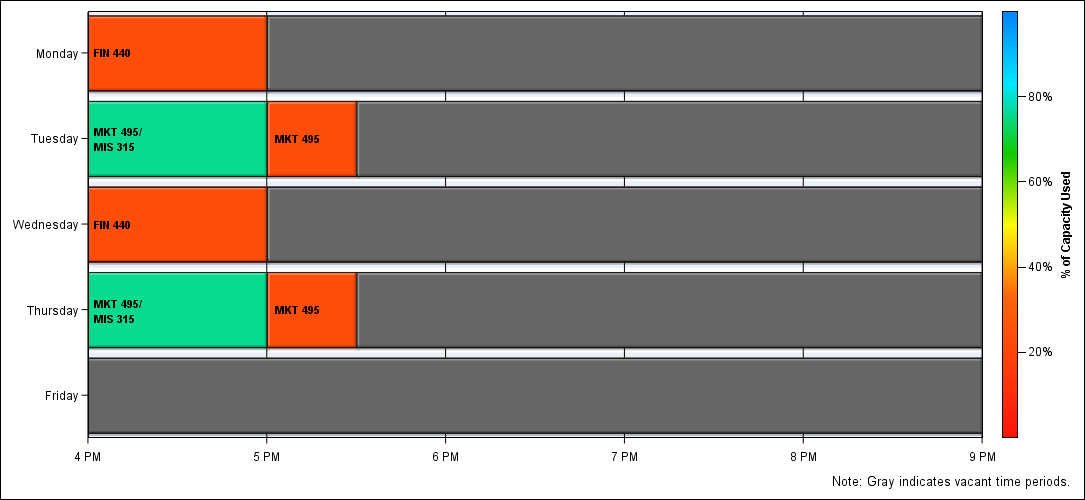 Monday
FIN 440
Tuesday
MKT 495/
MIS 315
MKT 495
Wednesday
FIN 440
Thursday
MKT 495/
MIS 315
MKT 495
Friday
4 PM
5 PM
6 PM
7 PM
8 PM
9 PM
80%
60%
40%
20%
% of Capacity Used
Note: Gray indicates vacant time periods.